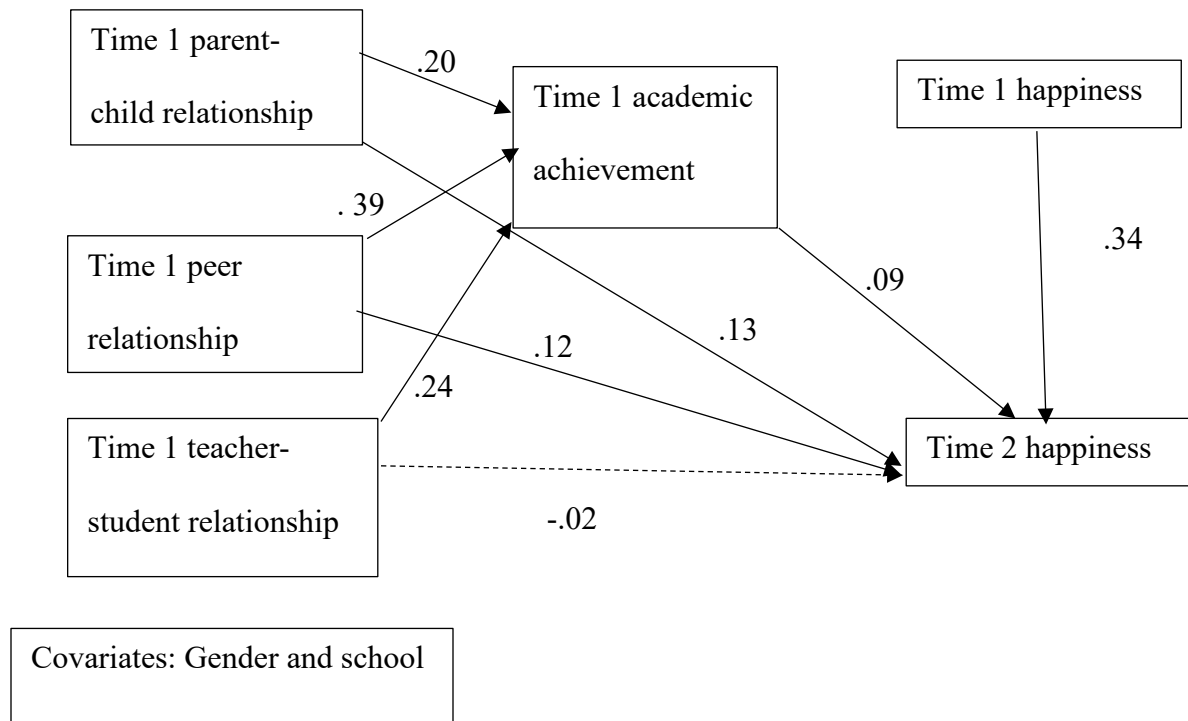 Time 1 parent-
child relationship
.20
Time 1 academic
achievement
Time 1 happiness
. 39
.34
Time 1 peer
relationship
.09
.13
.12
.24
Time 1 teacher-
student relationship
Time 2 happiness
-.02
Covariates: Gender and school